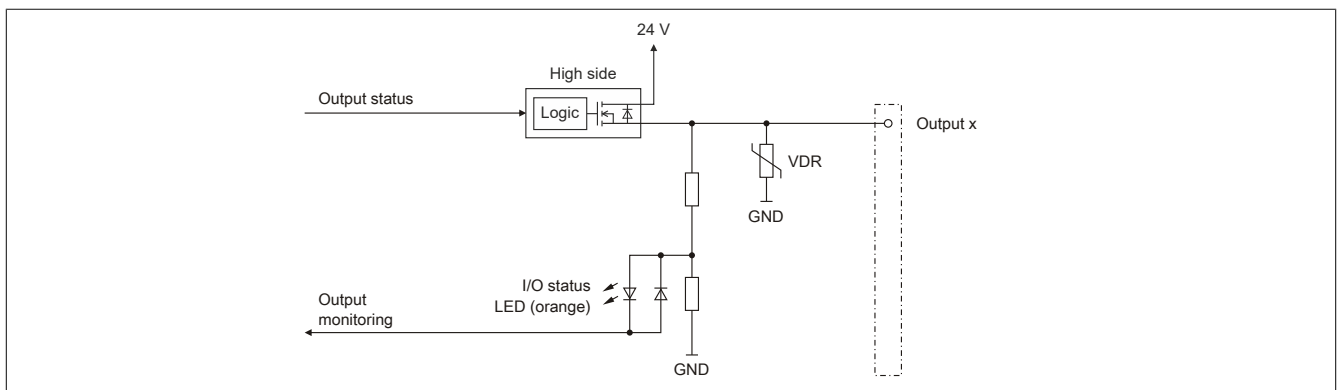 24 V
High side
Output status
Logic
Output x
VDR
GND
I/O status
LED (orange)
Output
monitoring
GND